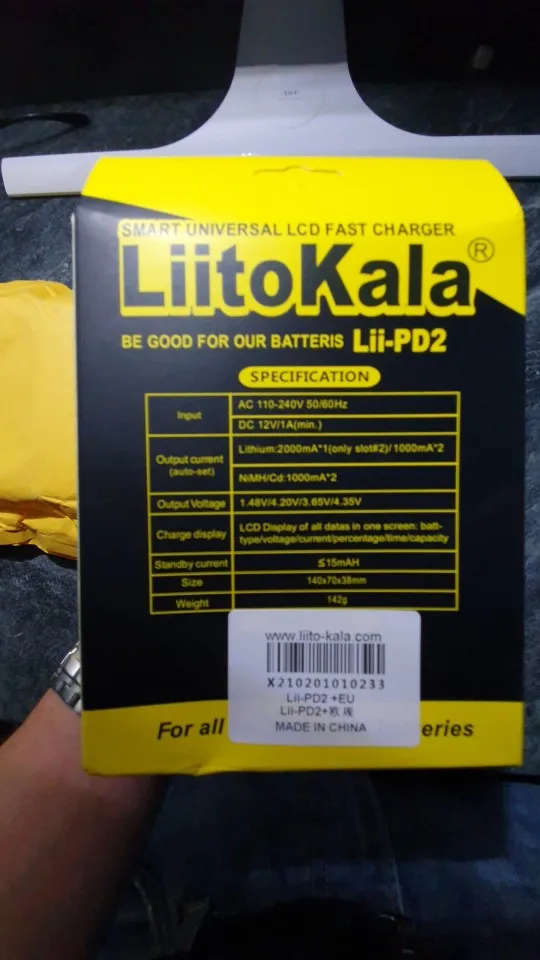 SMART UNIVERSAL LCD FAST CHARGER
LiitoKala®
BE GOOD FOR OUR BATTERIS Lii-PD2
SPECIFICATION
Input
AC 110-240V 50/60Hz
DC 12V/1A(min.)
Output current
(auto-set)
Lithium:2000mA*1(only slot#2)/1000mA*2
NiMH/Cd:1000mA*2
Output Voltage
1.48V/4.20V/3.65V/4.35V
Charge display
LCD Display of all datas in one screen: batt-
type/voltage/current/percentage/time/capacity
Standby current
≦15mAH
Size
140x70x38mm
Weight
142g
www.liito-kala.com
X210201010233
Lii-PD2 +EU
Lii-PD2+欧规
MADE IN CHINA
For all
eries